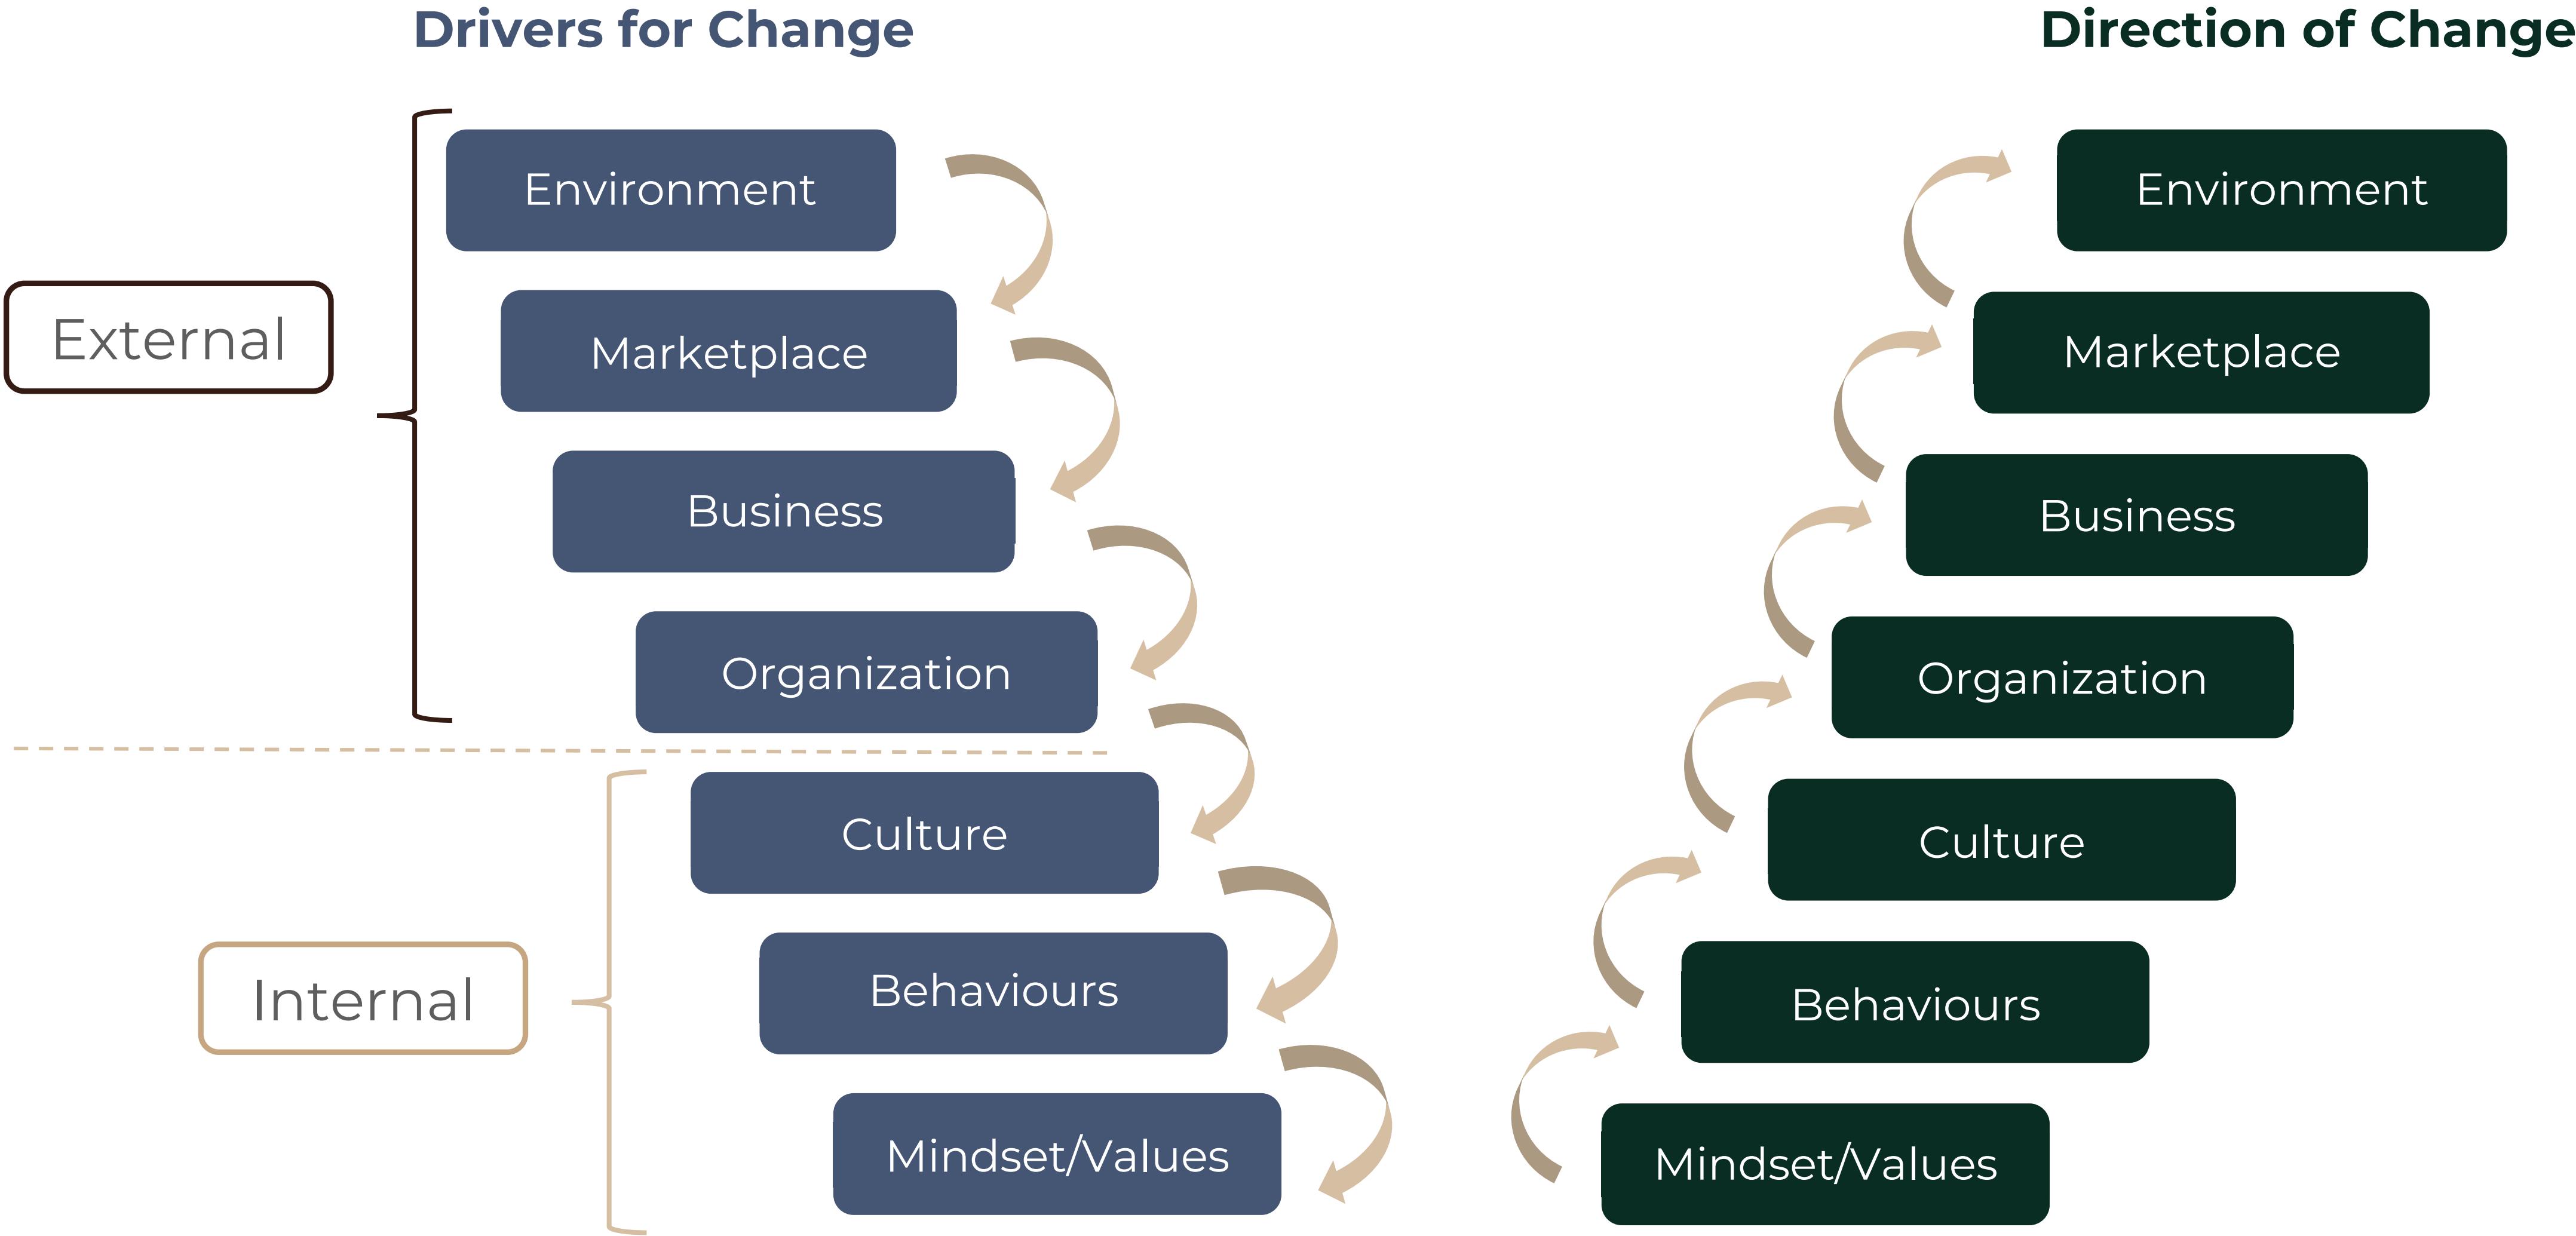 Drivers for Change
Direction of Change
External
Environment
Marketplace
Business
Organization
Internal
Culture
Behaviours
Mindset/Values
Environment
Marketplace
Business
Organization
Culture
Behaviours
Mindset/Values